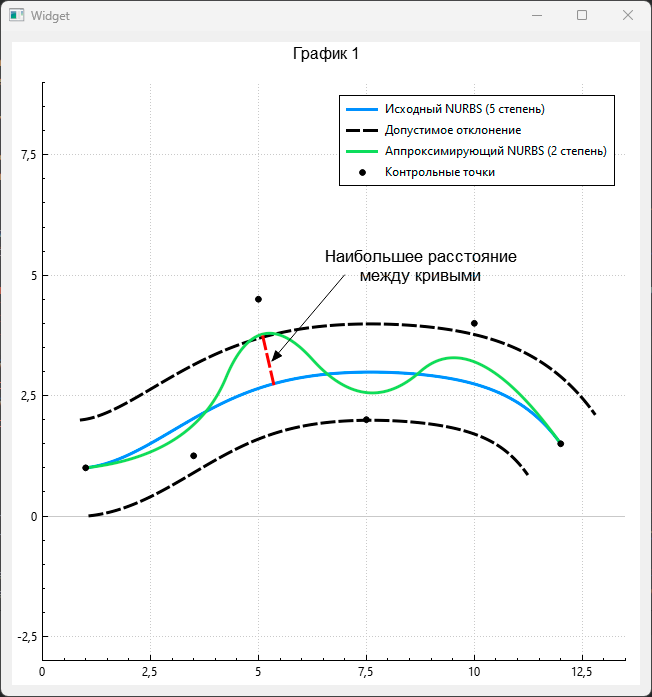 Widget
График 1
Исходный NURBS (5 степень)
Допустимое отклонение
Аппроксимирующий NURBS (2 степень)
Контрольные точки
7,5
Наибольшее расстояние
между кривыми
5
2,5
0
-2,5
0
2,5
5
7,5
10
12,5